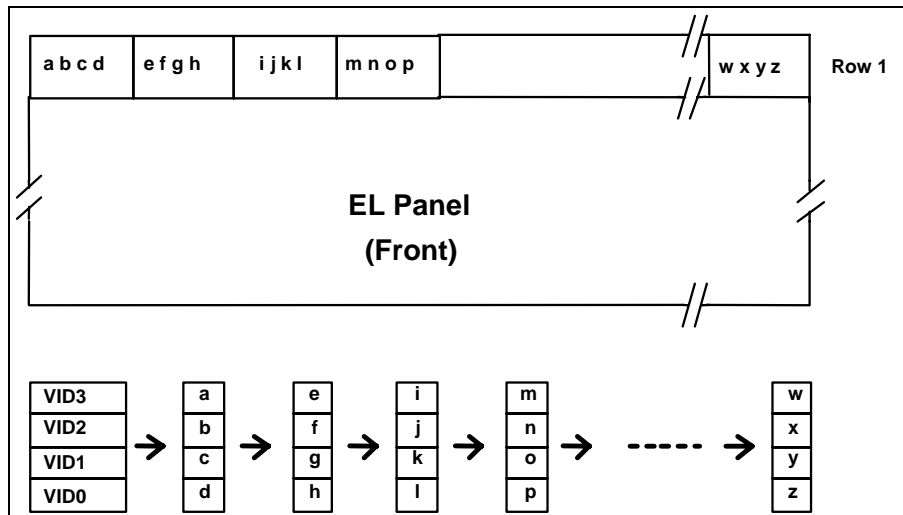 a b c d e f g h i j k l m n o p w x y z Row 1
EL Panel
(Front)
VID3 a e i m w
VID2 b f j n x
VID1 c g k o y
VID0 d h l p z